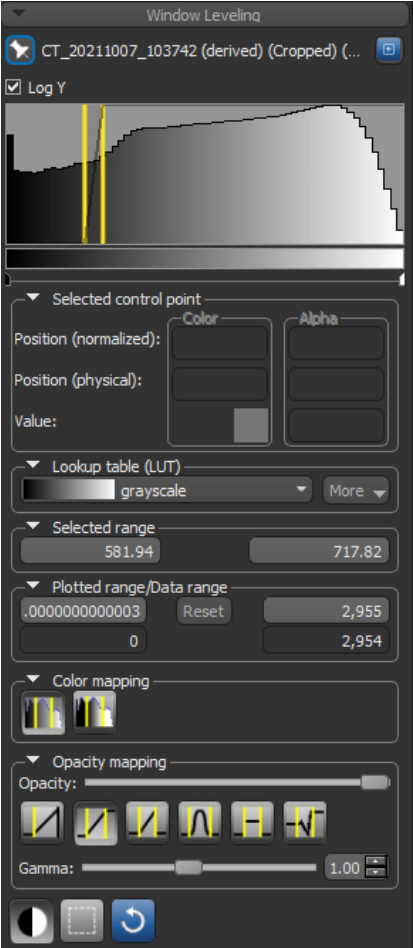 Window Leveling
CT_20211007_103742 (derived) (Cropped) (...
Log Y
Selected control point
Color Alpha
Position (normalized):
Position (physical):
Value:
Lookup table (LUT)
grayscale More
Selected range
581.94 717.82
Plotted range/Data range
.0000000000003 Reset 2,955
0 2,954
Color mapping
Opacity mapping
Opacity:
Gamma: 1.00